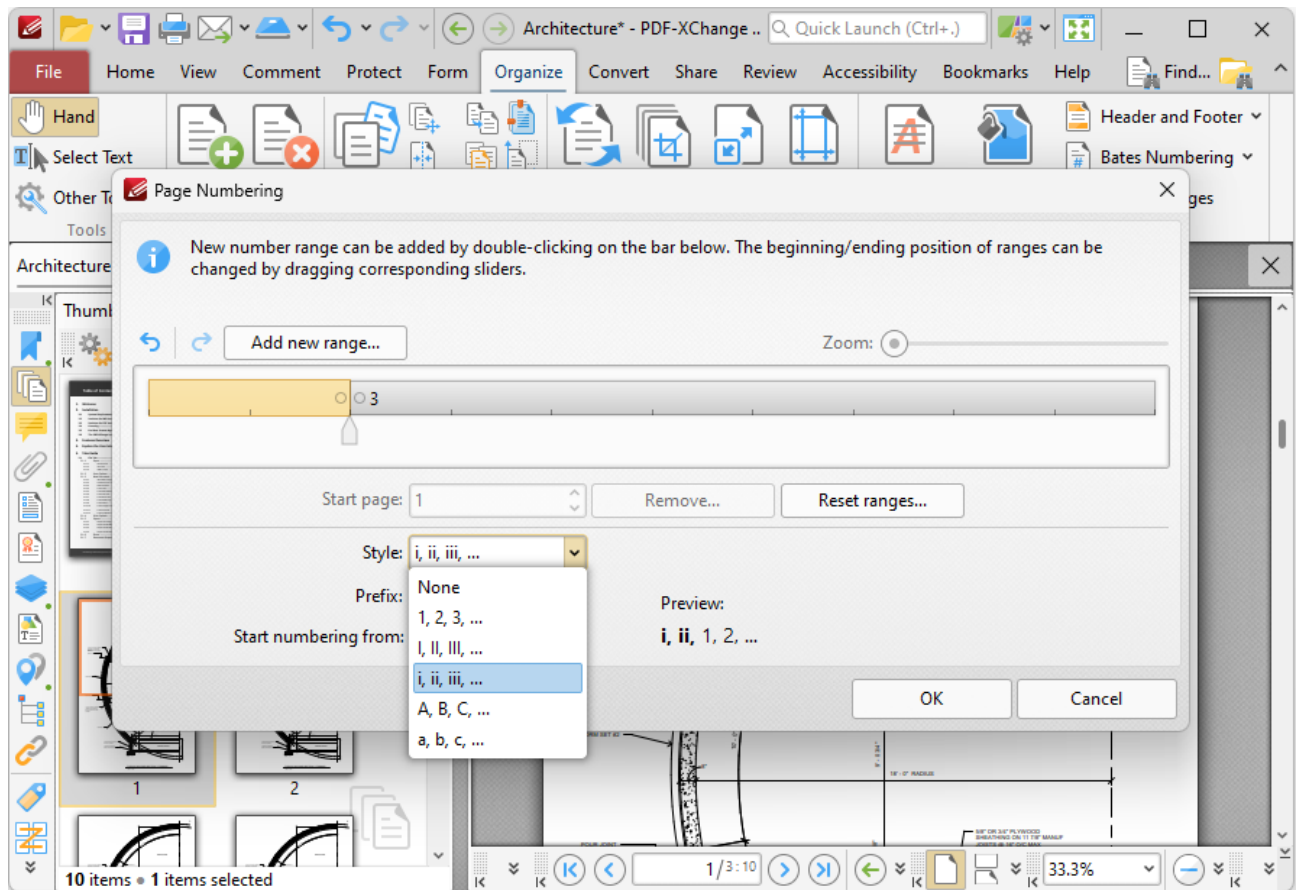 Architecture* - PDF-XChange ..
Quick Launch (Ctrl+.)
File
Home
View
Comment
Protect
Form
Organize
Convert
Share
Review
Accessibility
Bookmarks
Help
Find...
Hand
Select Text
Tools
Header and Footer
Bates Numbering
Page Numbering
New number range can be added by double-clicking on the bar below. The beginning/ending position of ranges can be
changed by dragging corresponding sliders.
Architecture
Add new range...
Zoom:
3
Start page:
1
Remove...
Reset ranges...
Style:
i, ii, iii, ...
None
1, 2, 3, ...
I, II, III, ...
i, ii, iii, ...
A, B, C, ...
a, b, c, ...
Prefix:
Start numbering from:
Preview:
i, ii, 1, 2, ...
OK
Cancel
1
2
18' - 0" RADIUS
10 items • 1 items selected
1/3 : 10
33.3%